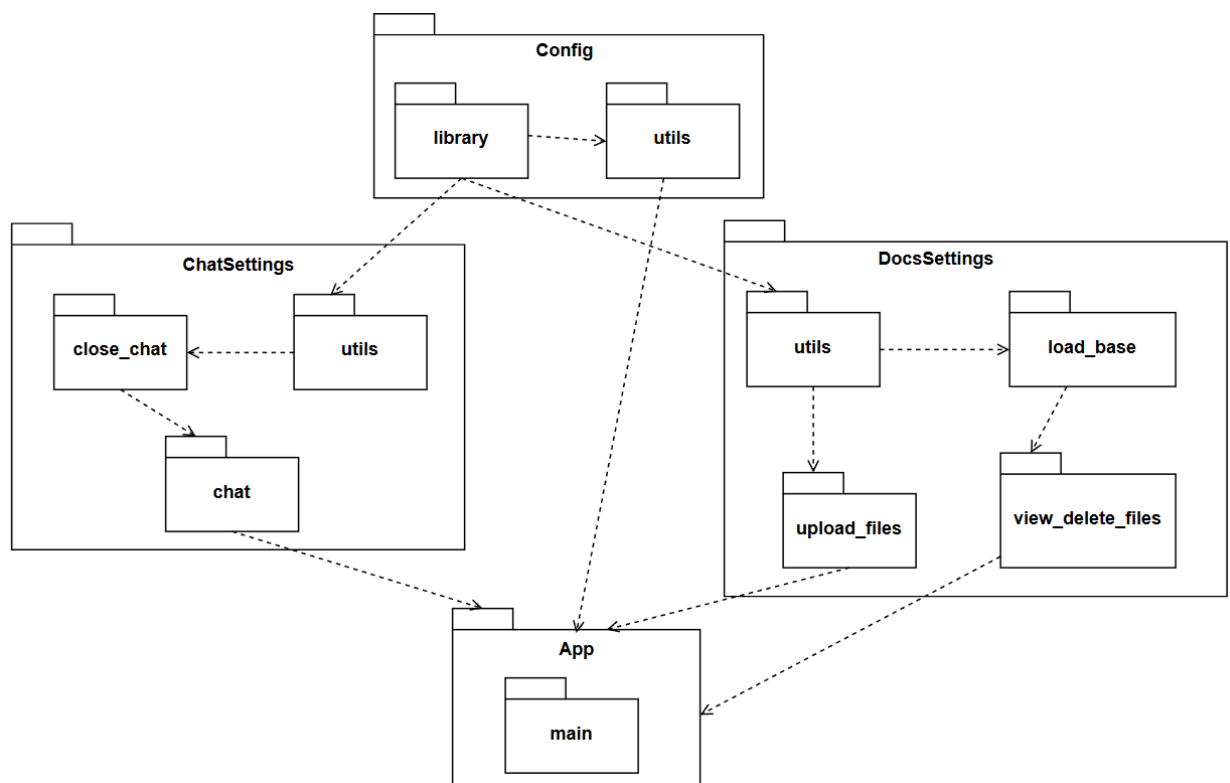 Config
library
utils
ChatSettings
close_chat
utils
chat
DocsSettings
utils
load_base
upload_files
view_delete_files
App
main